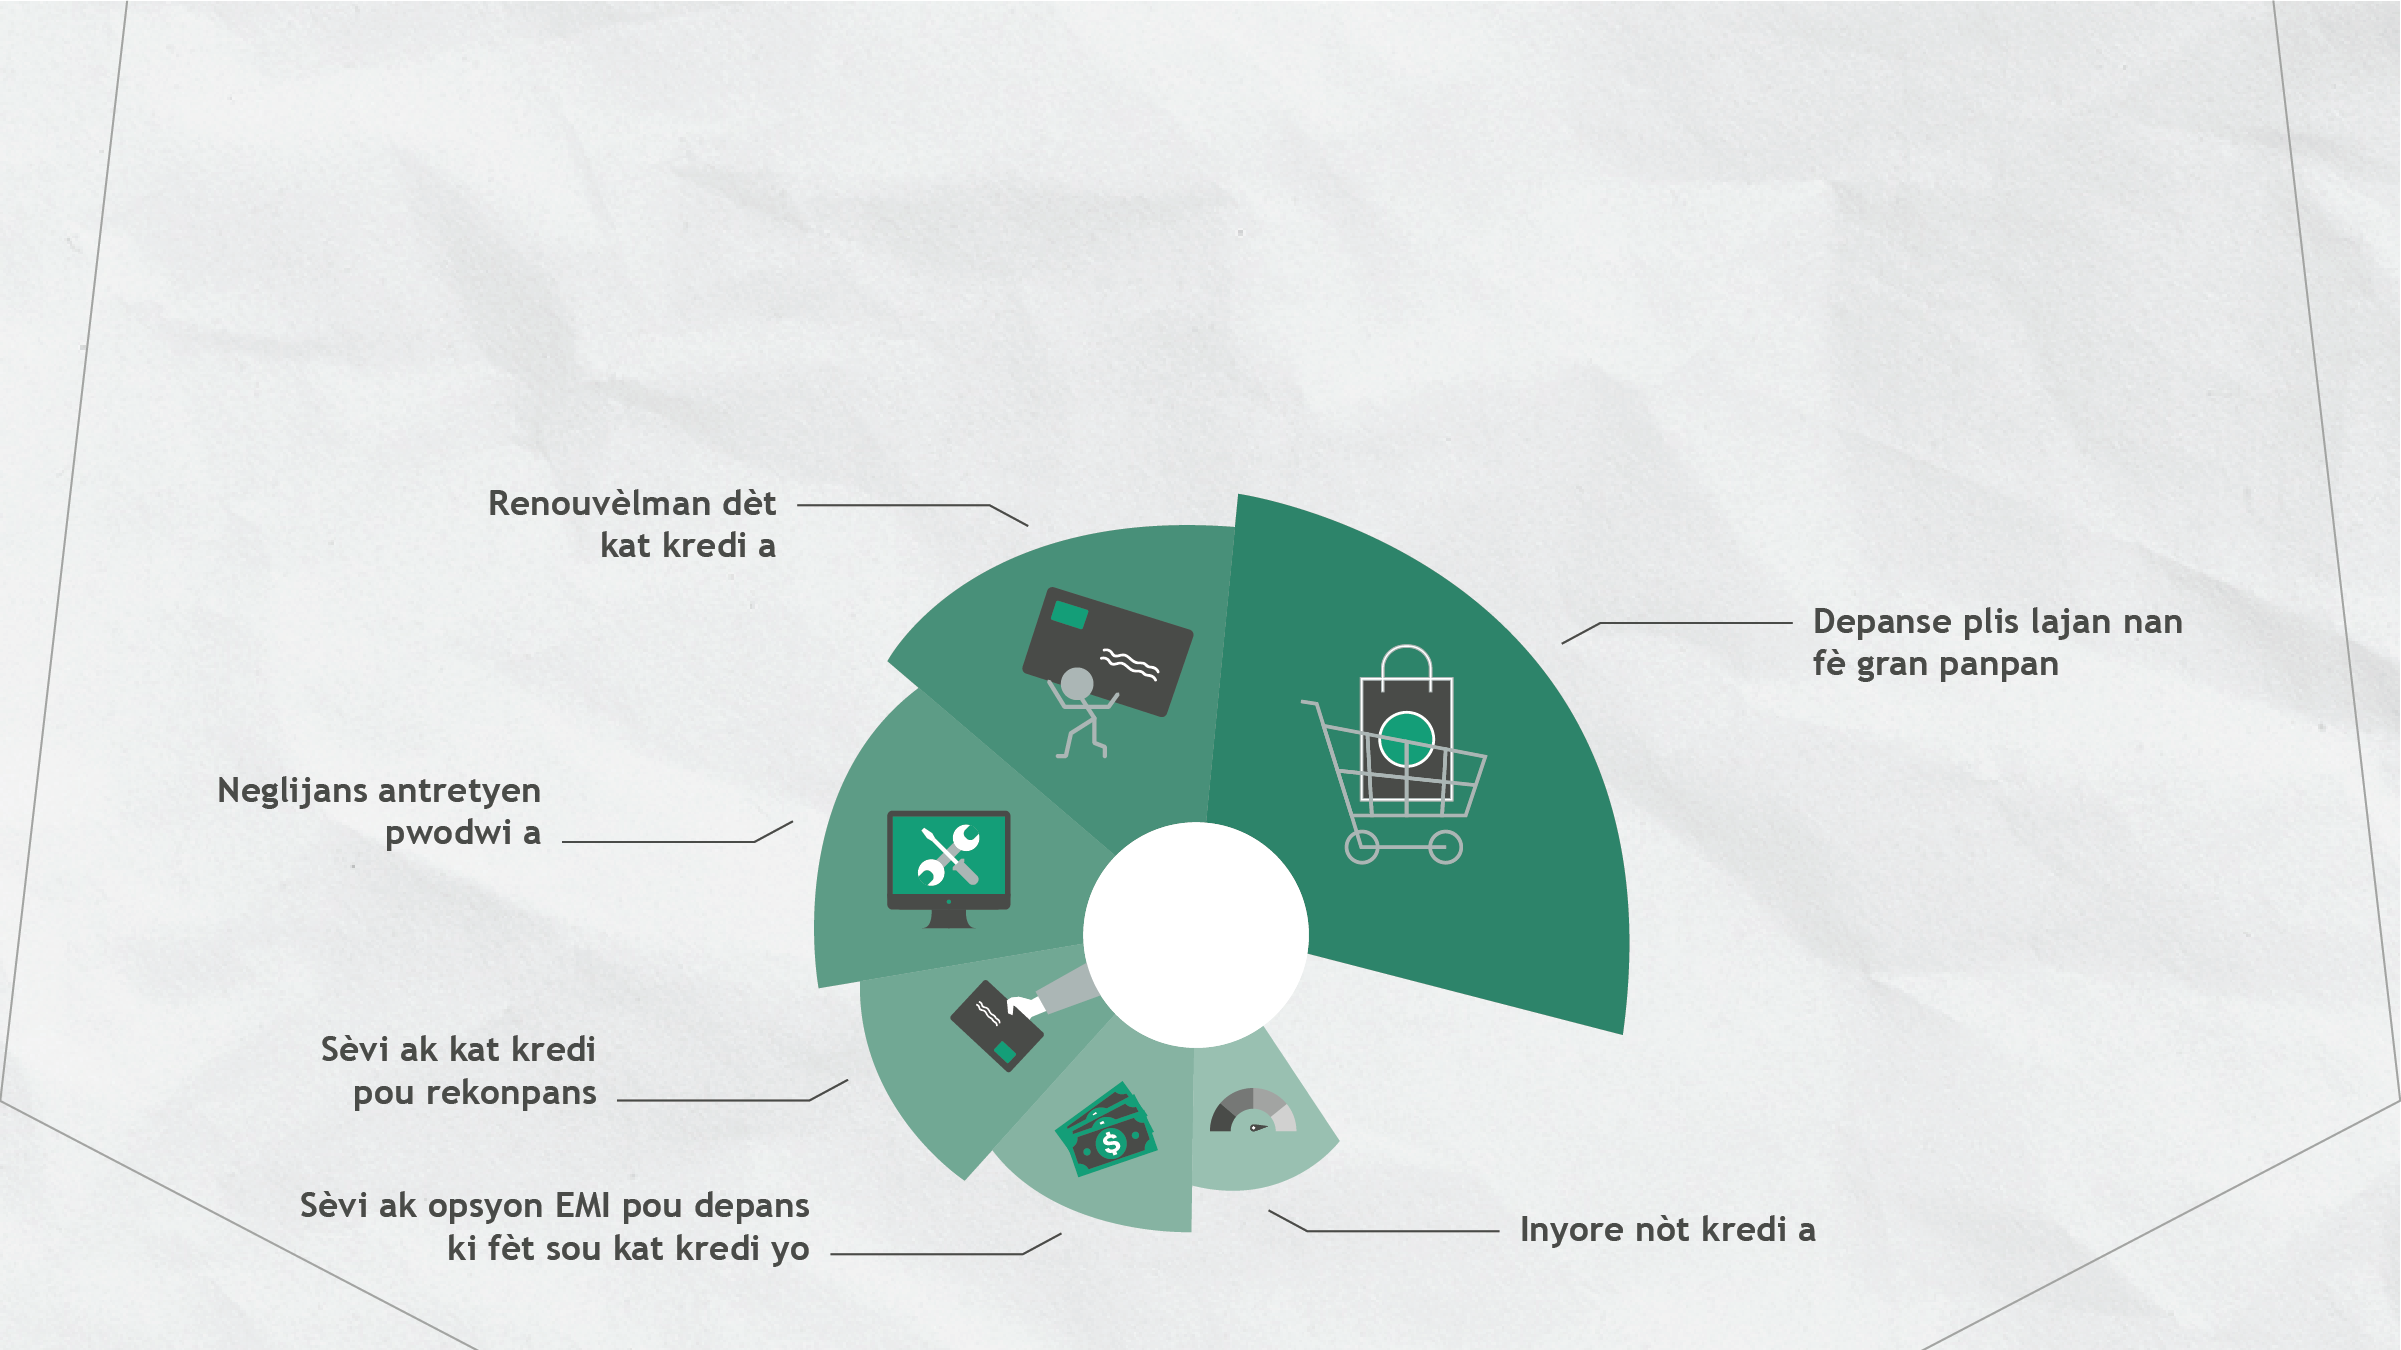 Renouvèlman dèt
kat kredi a
Depanse plis lajan nan
fè gran panpan
Neglijans antretyen
pwodwi a
Sèvi ak kat kredi
pou rekonpans
Sèvi ak opsyon EMI pou depans
ki fèt sou kat kredi yo
Inyore nòt kredi a
$